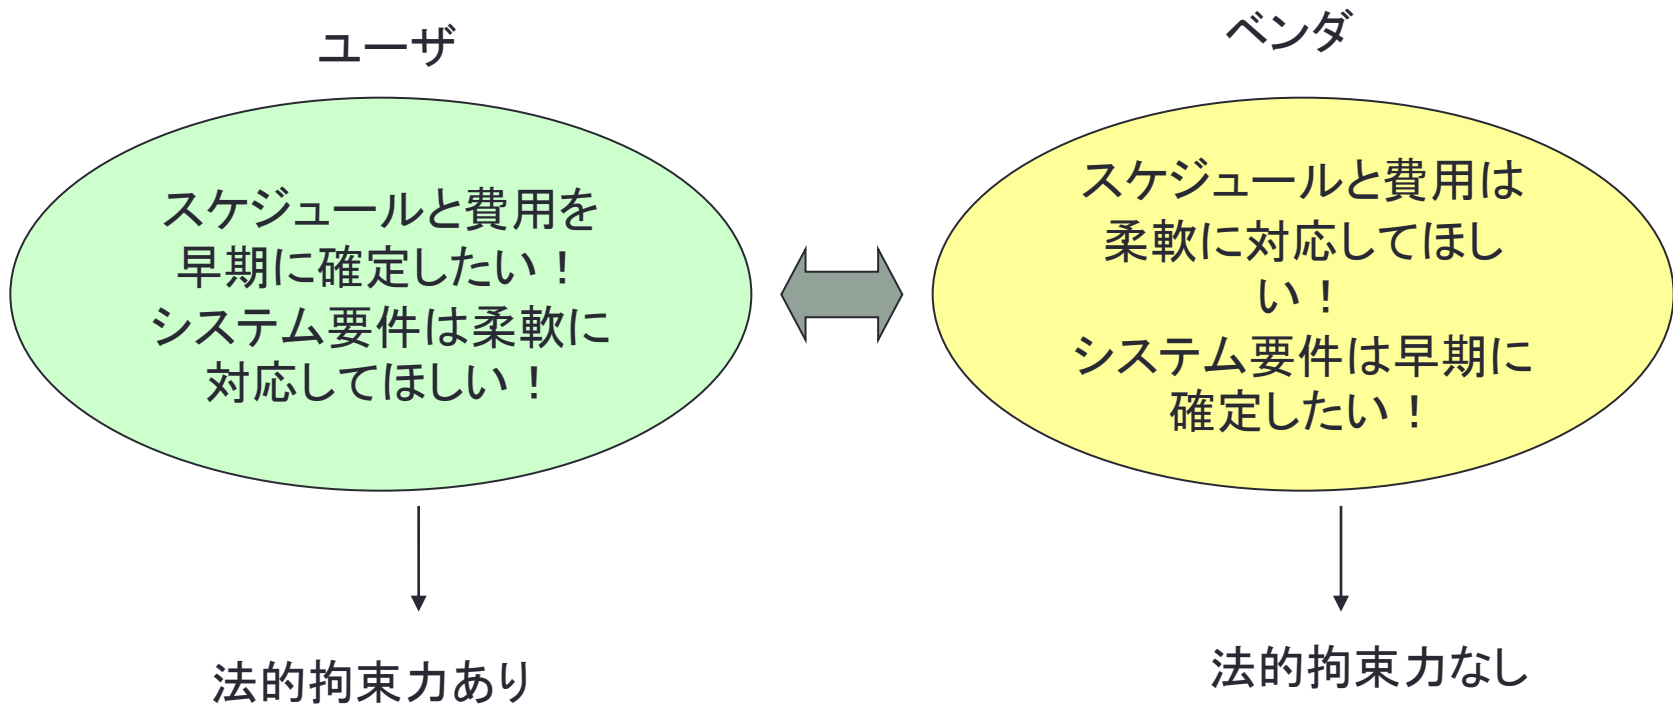 ユーザ
スケジュールと費用を
早期に確定したい！
システム要件は柔軟に
対応してほしい！
法的拘束力あり
ベンダ
スケジュールと費用は
柔軟に対応してほし
い！
システム要件は早期に
確定したい！
法的拘束力なし